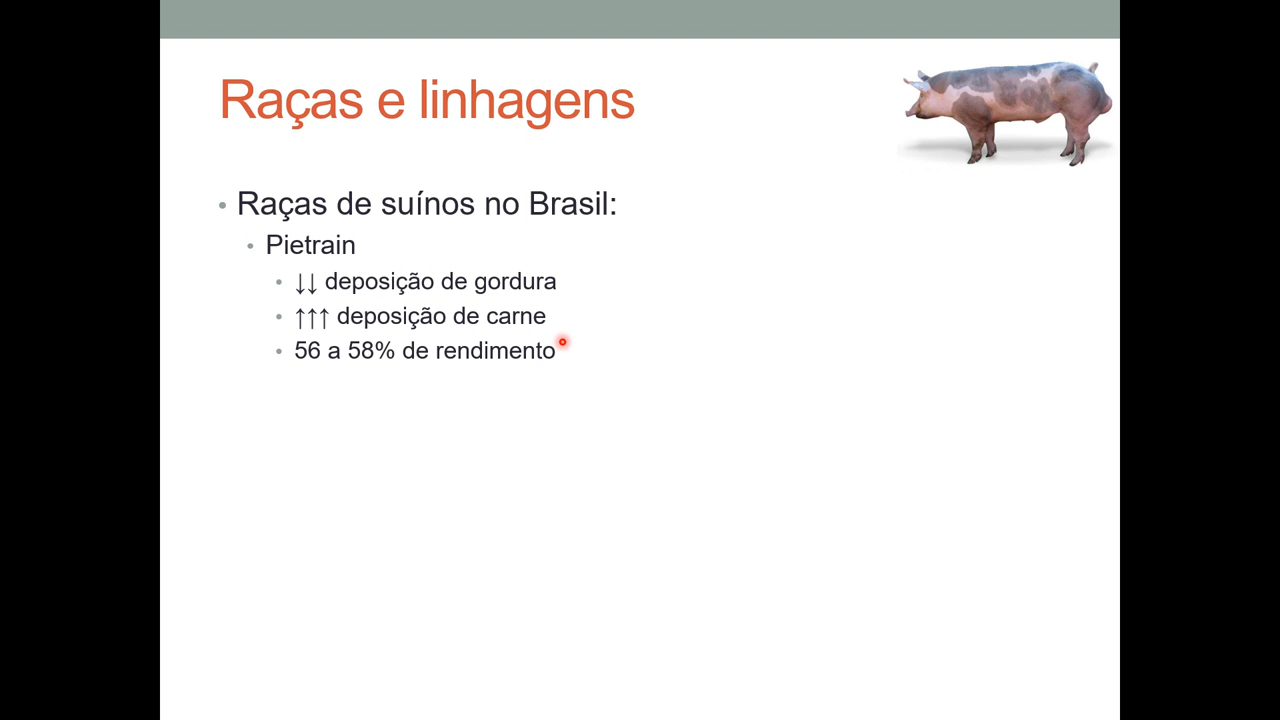 Raças e linhagens
• Raças de suínos no Brasil:
• Pietrain
• ↓↓ deposição de gordura
• ↑↑↑ deposição de carne
• 56 a 58% de rendimento